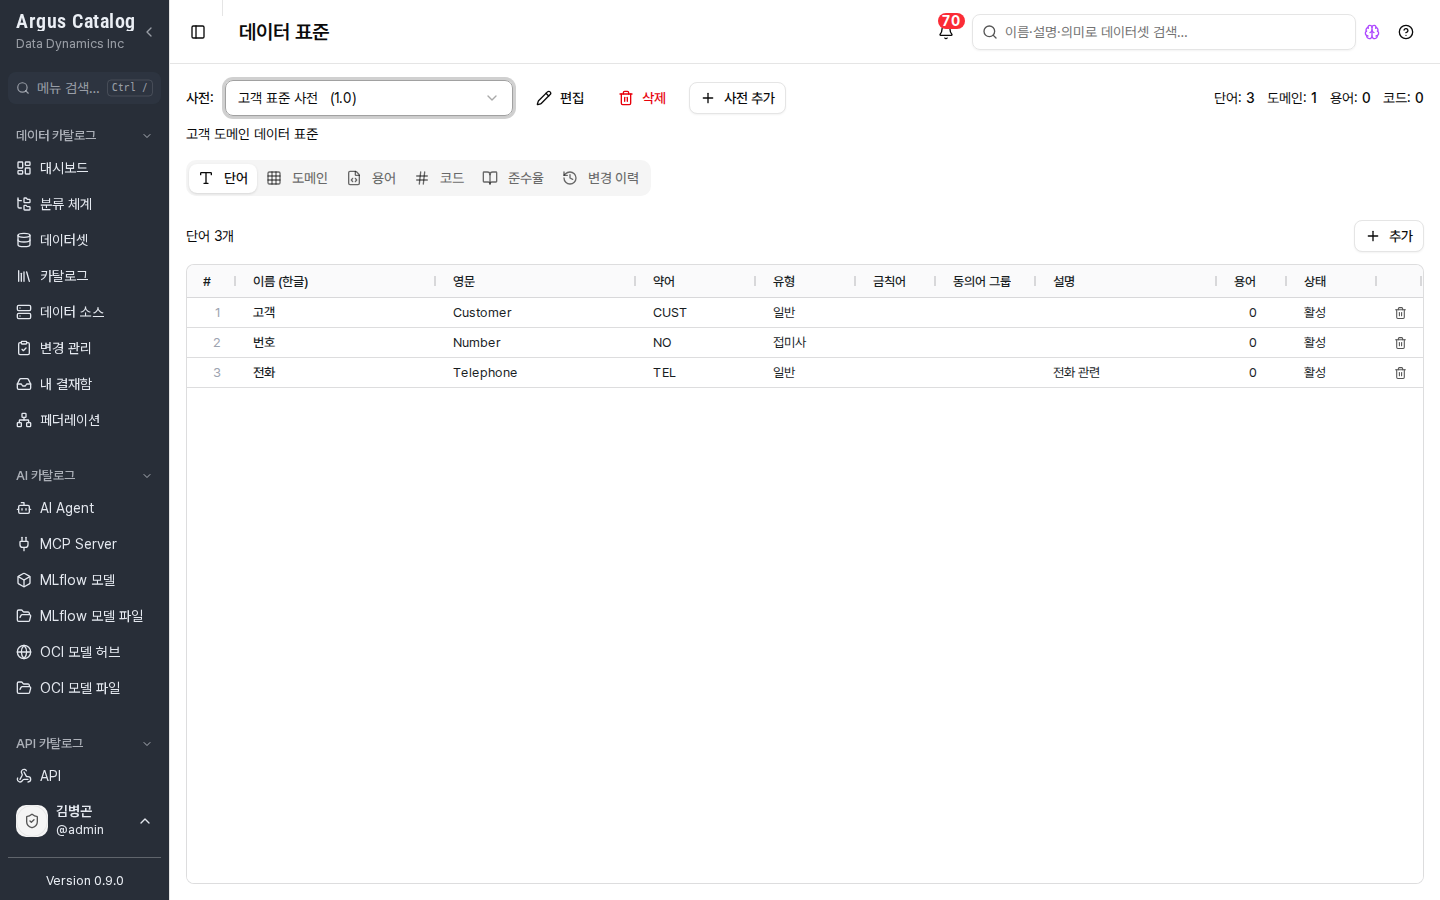 Argus Catalog
Data Dynamics Inc
메뉴 검색... Ctrl /
데이터 카탈로그
대시보드
분류 체계
데이터셋
카탈로그
데이터 소스
변경 관리
내 결재함
페더레이션
AI 카탈로그
AI Agent
MCP Server
MLflow 모델
MLflow 모델 파일
OCI 모델 허브
OCI 모델 파일
API 카탈로그
API
김병곤
@admin
Version 0.9.0
데이터 표준
70
이름·설명·의미로 데이터셋 검색...
사전: 고객 표준 사전 (1.0) 편집 삭제 사전 추가 단어: 3 도메인: 1 용어: 0 코드: 0
고객 도메인 데이터 표준
단어 도메인 용어 코드 준수율 변경 이력
단어 3개 추가
# 이름 (한글) 영문 약어 유형 금칙어 동의어 그룹 설명 용어 상태
1 고객 Customer CUST 일반 0 활성
2 번호 Number NO 접미사 0 활성
3 전화 Telephone TEL 일반 전화 관련 0 활성